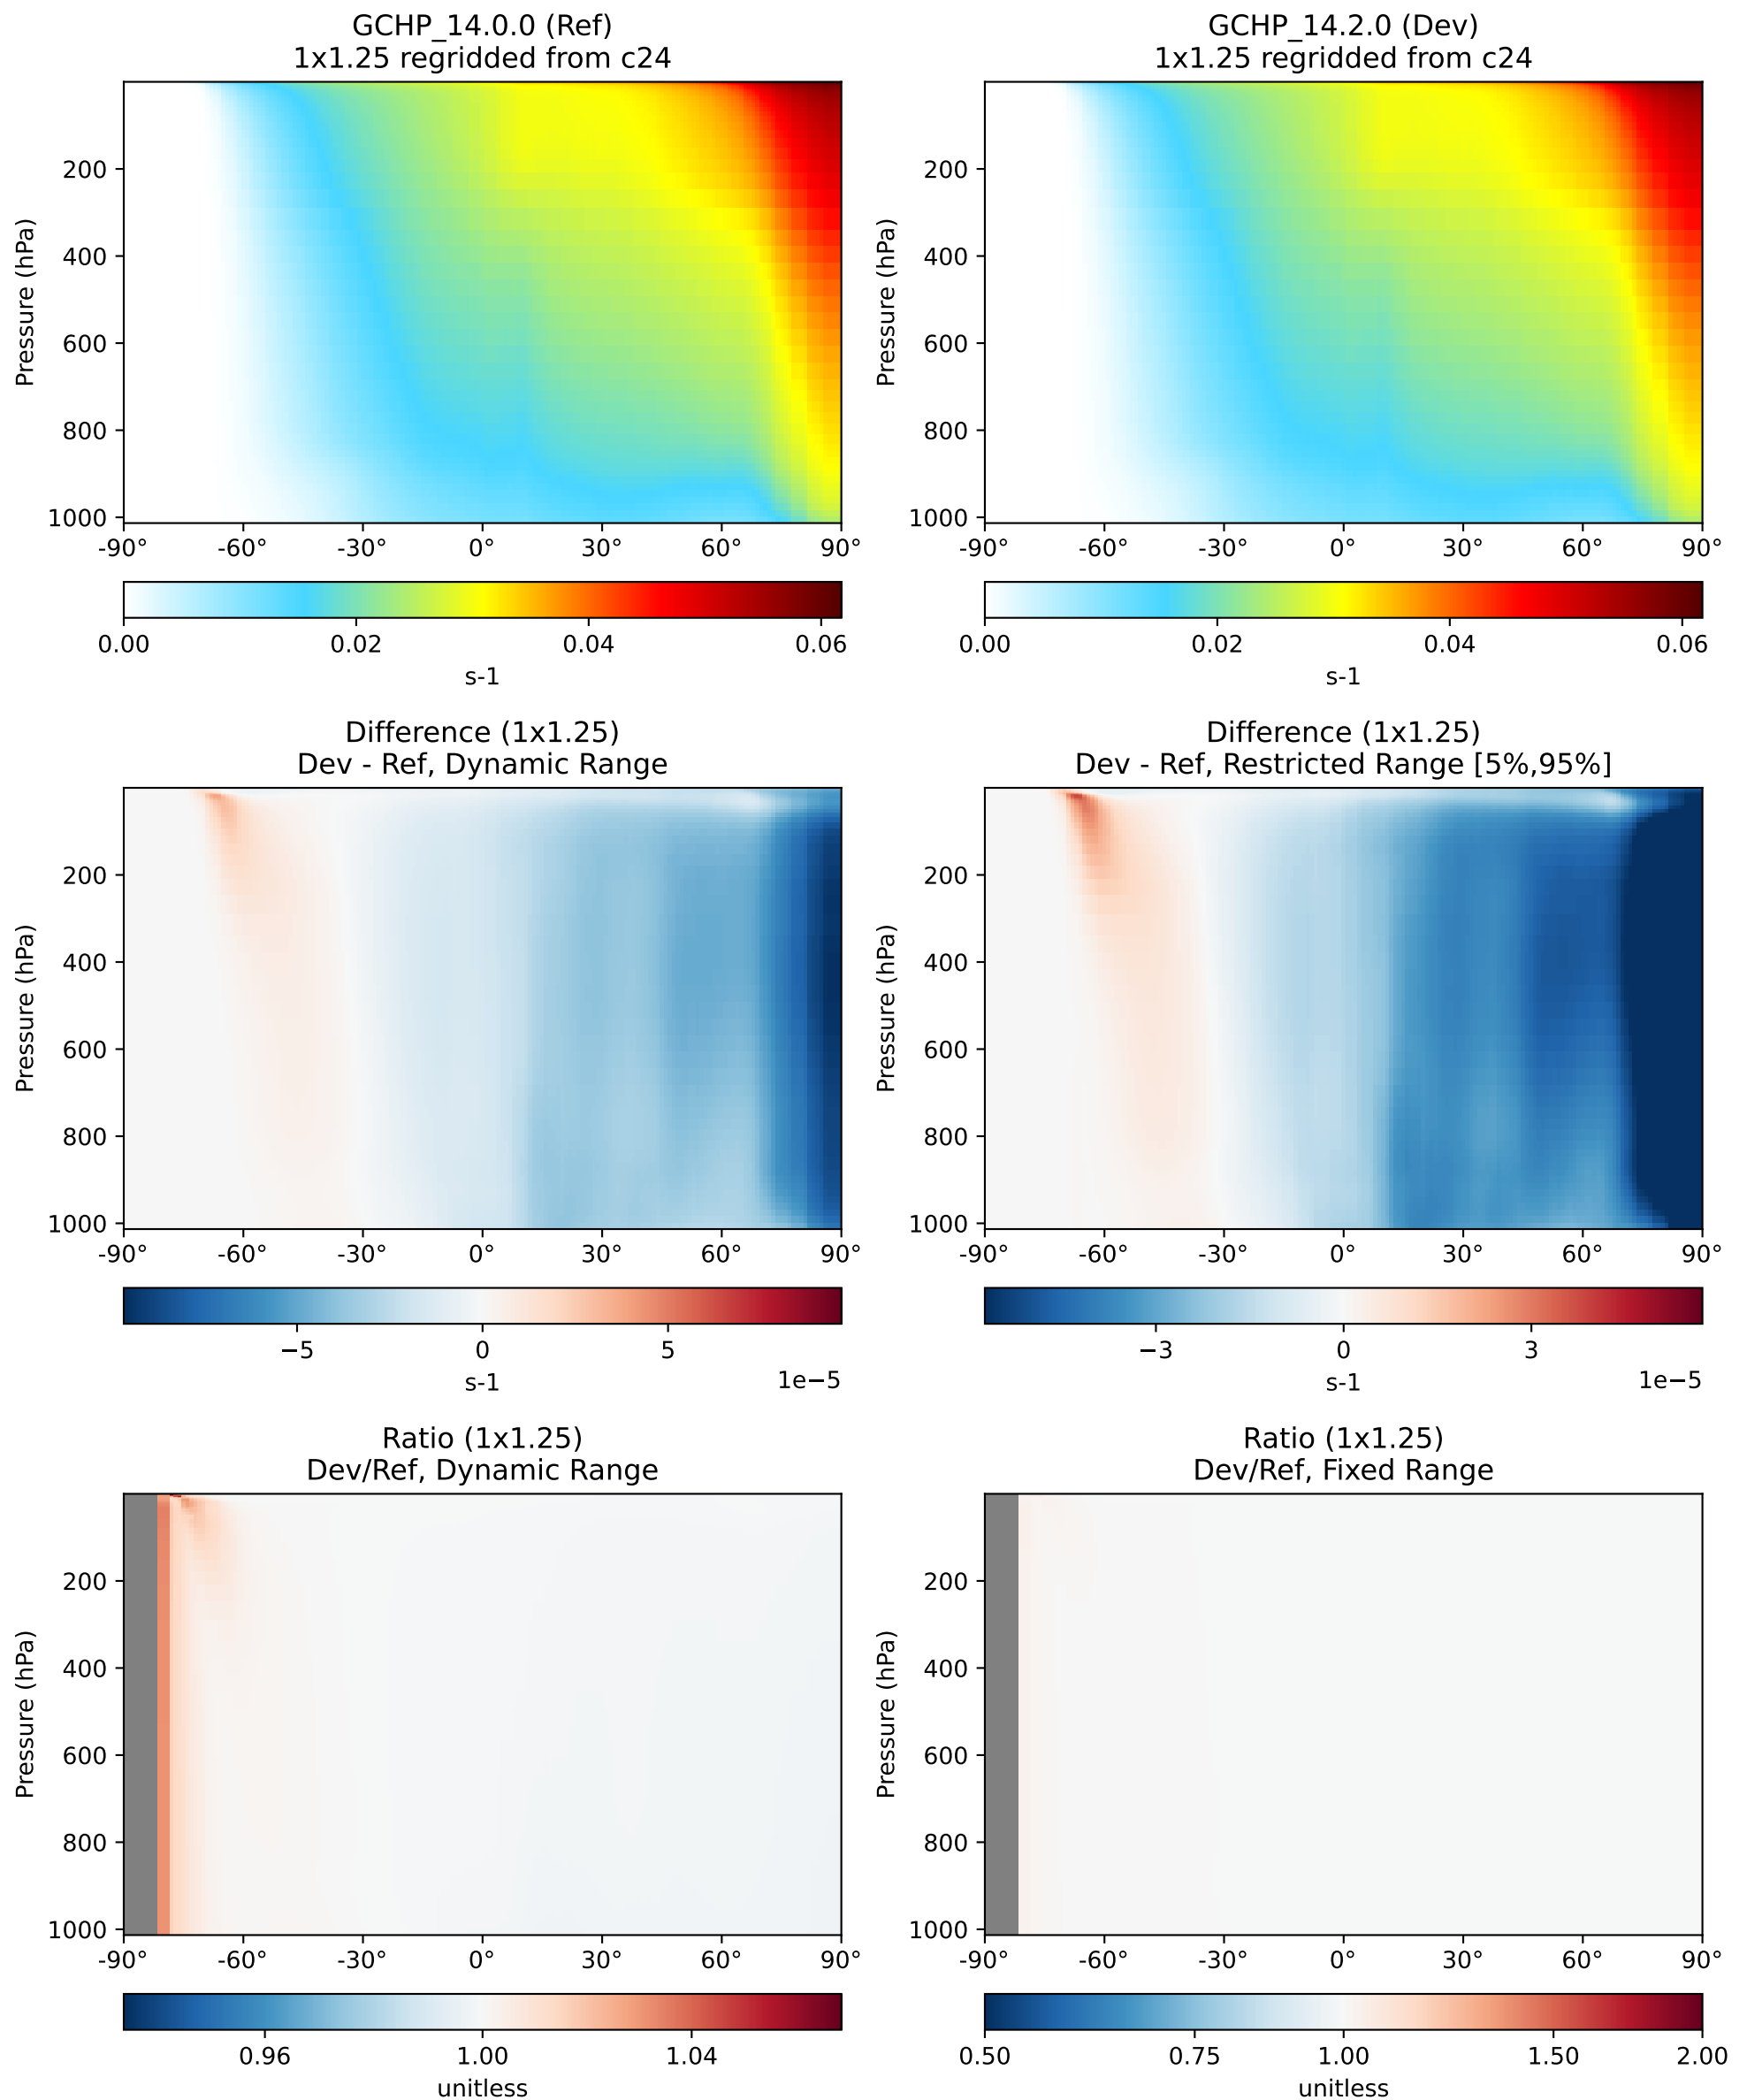 GCHP_14.0.0 (Ref)
1x1.25 regridded from c24
Pressure (hPa)
200
400
600
800
1000
-90° -60° -30° 0° 30° 60° 90°
0.00 0.02 0.04 0.06
s-1
GCHP_14.2.0 (Dev)
1x1.25 regridded from c24
Pressure (hPa)
200
400
600
800
1000
-90° -60° -30° 0° 30° 60° 90°
0.00 0.02 0.04 0.06
s-1
Difference (1x1.25)
Dev - Ref, Dynamic Range
Pressure (hPa)
200
400
600
800
1000
-90° -60° -30° 0° 30° 60° 90°
−5 0 5
s-1 1e−5
Difference (1x1.25)
Dev - Ref, Restricted Range [5%,95%]
Pressure (hPa)
200
400
600
800
1000
-90° -60° -30° 0° 30° 60° 90°
−3 0 3
s-1 1e−5
Ratio (1x1.25)
Dev/Ref, Dynamic Range
Pressure (hPa)
200
400
600
800
1000
-90° -60° -30° 0° 30° 60° 90°
0.96 1.00 1.04
unitless
Ratio (1x1.25)
Dev/Ref, Fixed Range
Pressure (hPa)
200
400
600
800
1000
-90° -60° -30° 0° 30° 60° 90°
0.50 0.75 1.00 1.50 2.00
unitless